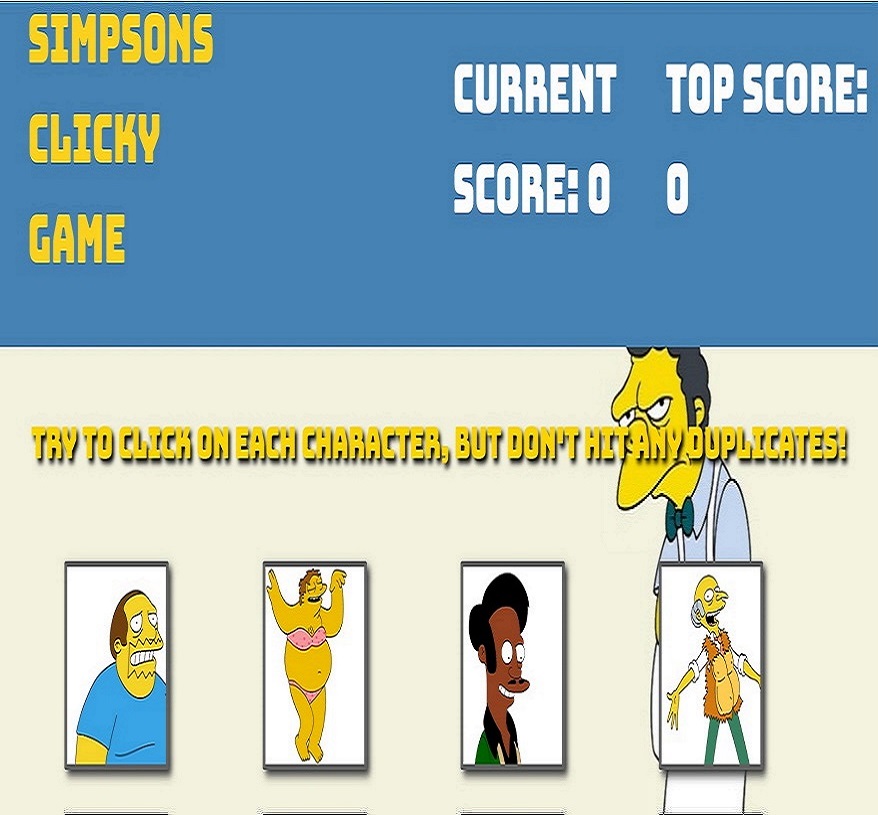 SIMPSONS
CLICKY
GAME
CURRENT
SCORE: 0
TOP SCORE:
0
TRY TO CLICK ON EACH CHARACTER, BUT DON'T HIT ANY DUPLICATES!